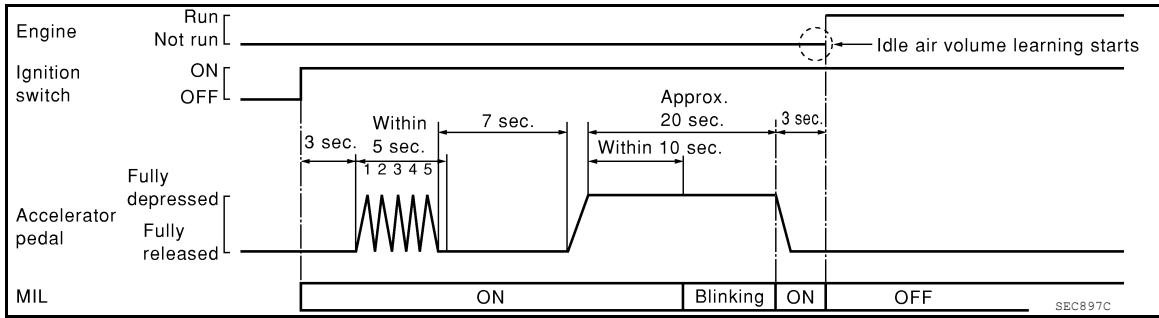 Engine
Run
Not run
Idle air volume learning starts
Ignition
switch
ON
OFF
3 sec.
Within
5 sec.
1 2 3 4 5
7 sec.
Approx.
20 sec.
Within 10 sec.
3 sec.
Accelerator
pedal
Fully
depressed
Fully
released
MIL
ON
Blinking
ON
OFF
SEC897C